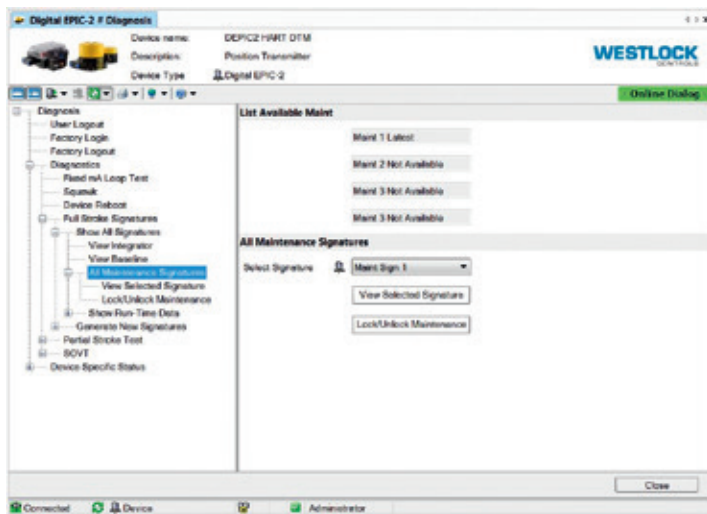 Digital EPIC-2 # Diagnosis
Device name: DEPIC2 HART DTM
Description: Position Transmitter
Device Type Digital EPIC-2
WESTLOCK
CONTROLS
Online Dialog
Diagnosis
User Logout
Factory Login
Factory Logout
Diagnostics
Fixed mA Loop Test
Squawk
Device Reboot
Full Stroke Signatures
Show All Signatures
View Integrator
View Baseline
All Maintenance Signatures
View Selected Signature
Lock/Unlock Maintenance
Show Run-Time Data
Generate New Signatures
Partial Stroke Test
SOVT
Device Specific Status
List Available Maint
Maint 1 Latest
Maint 2 Not Available
Maint 3 Not Available
Maint 3 Not Available
All Maintenance Signatures
Select Signature Maint Sign 1
View Selected Signature
Lock/Unlock Maintenance
Close
Connected Device Administrator